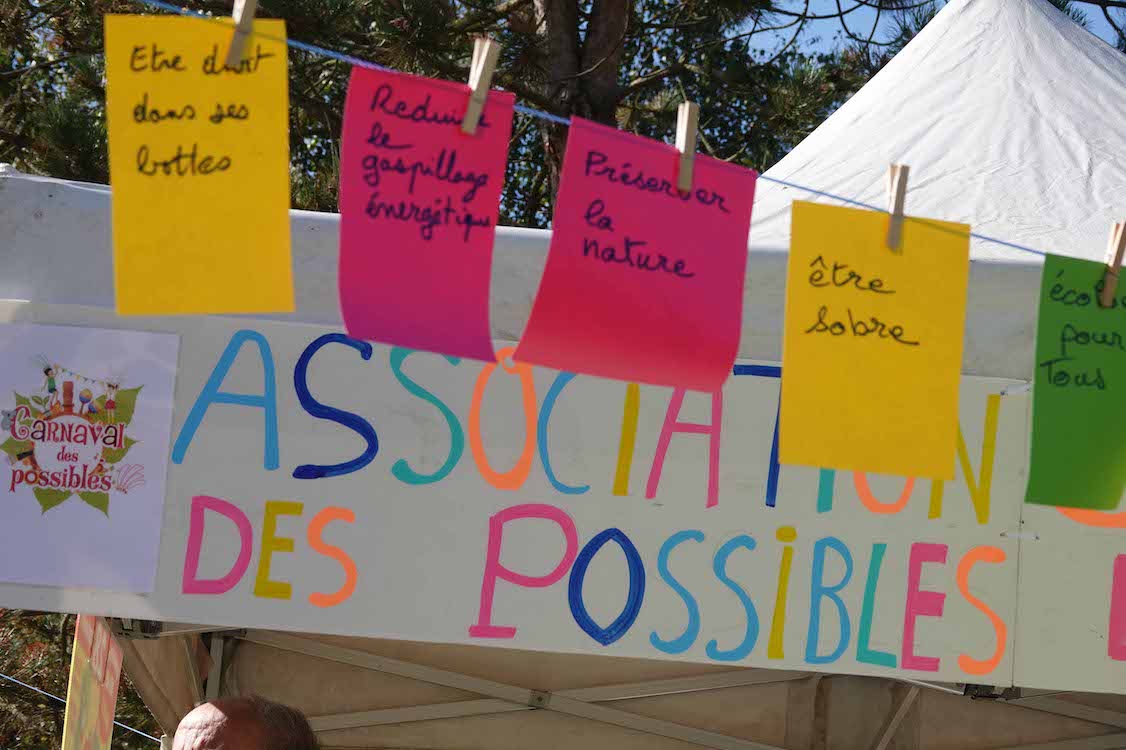 Etre droit
dans ses
bottes
Reduire
le
gaspillage
énergétique
Préserver
la
nature
être
sobre
pour
Tous
Carnaval
des
possibles
ASSOCIATION
DES POSSiBLES